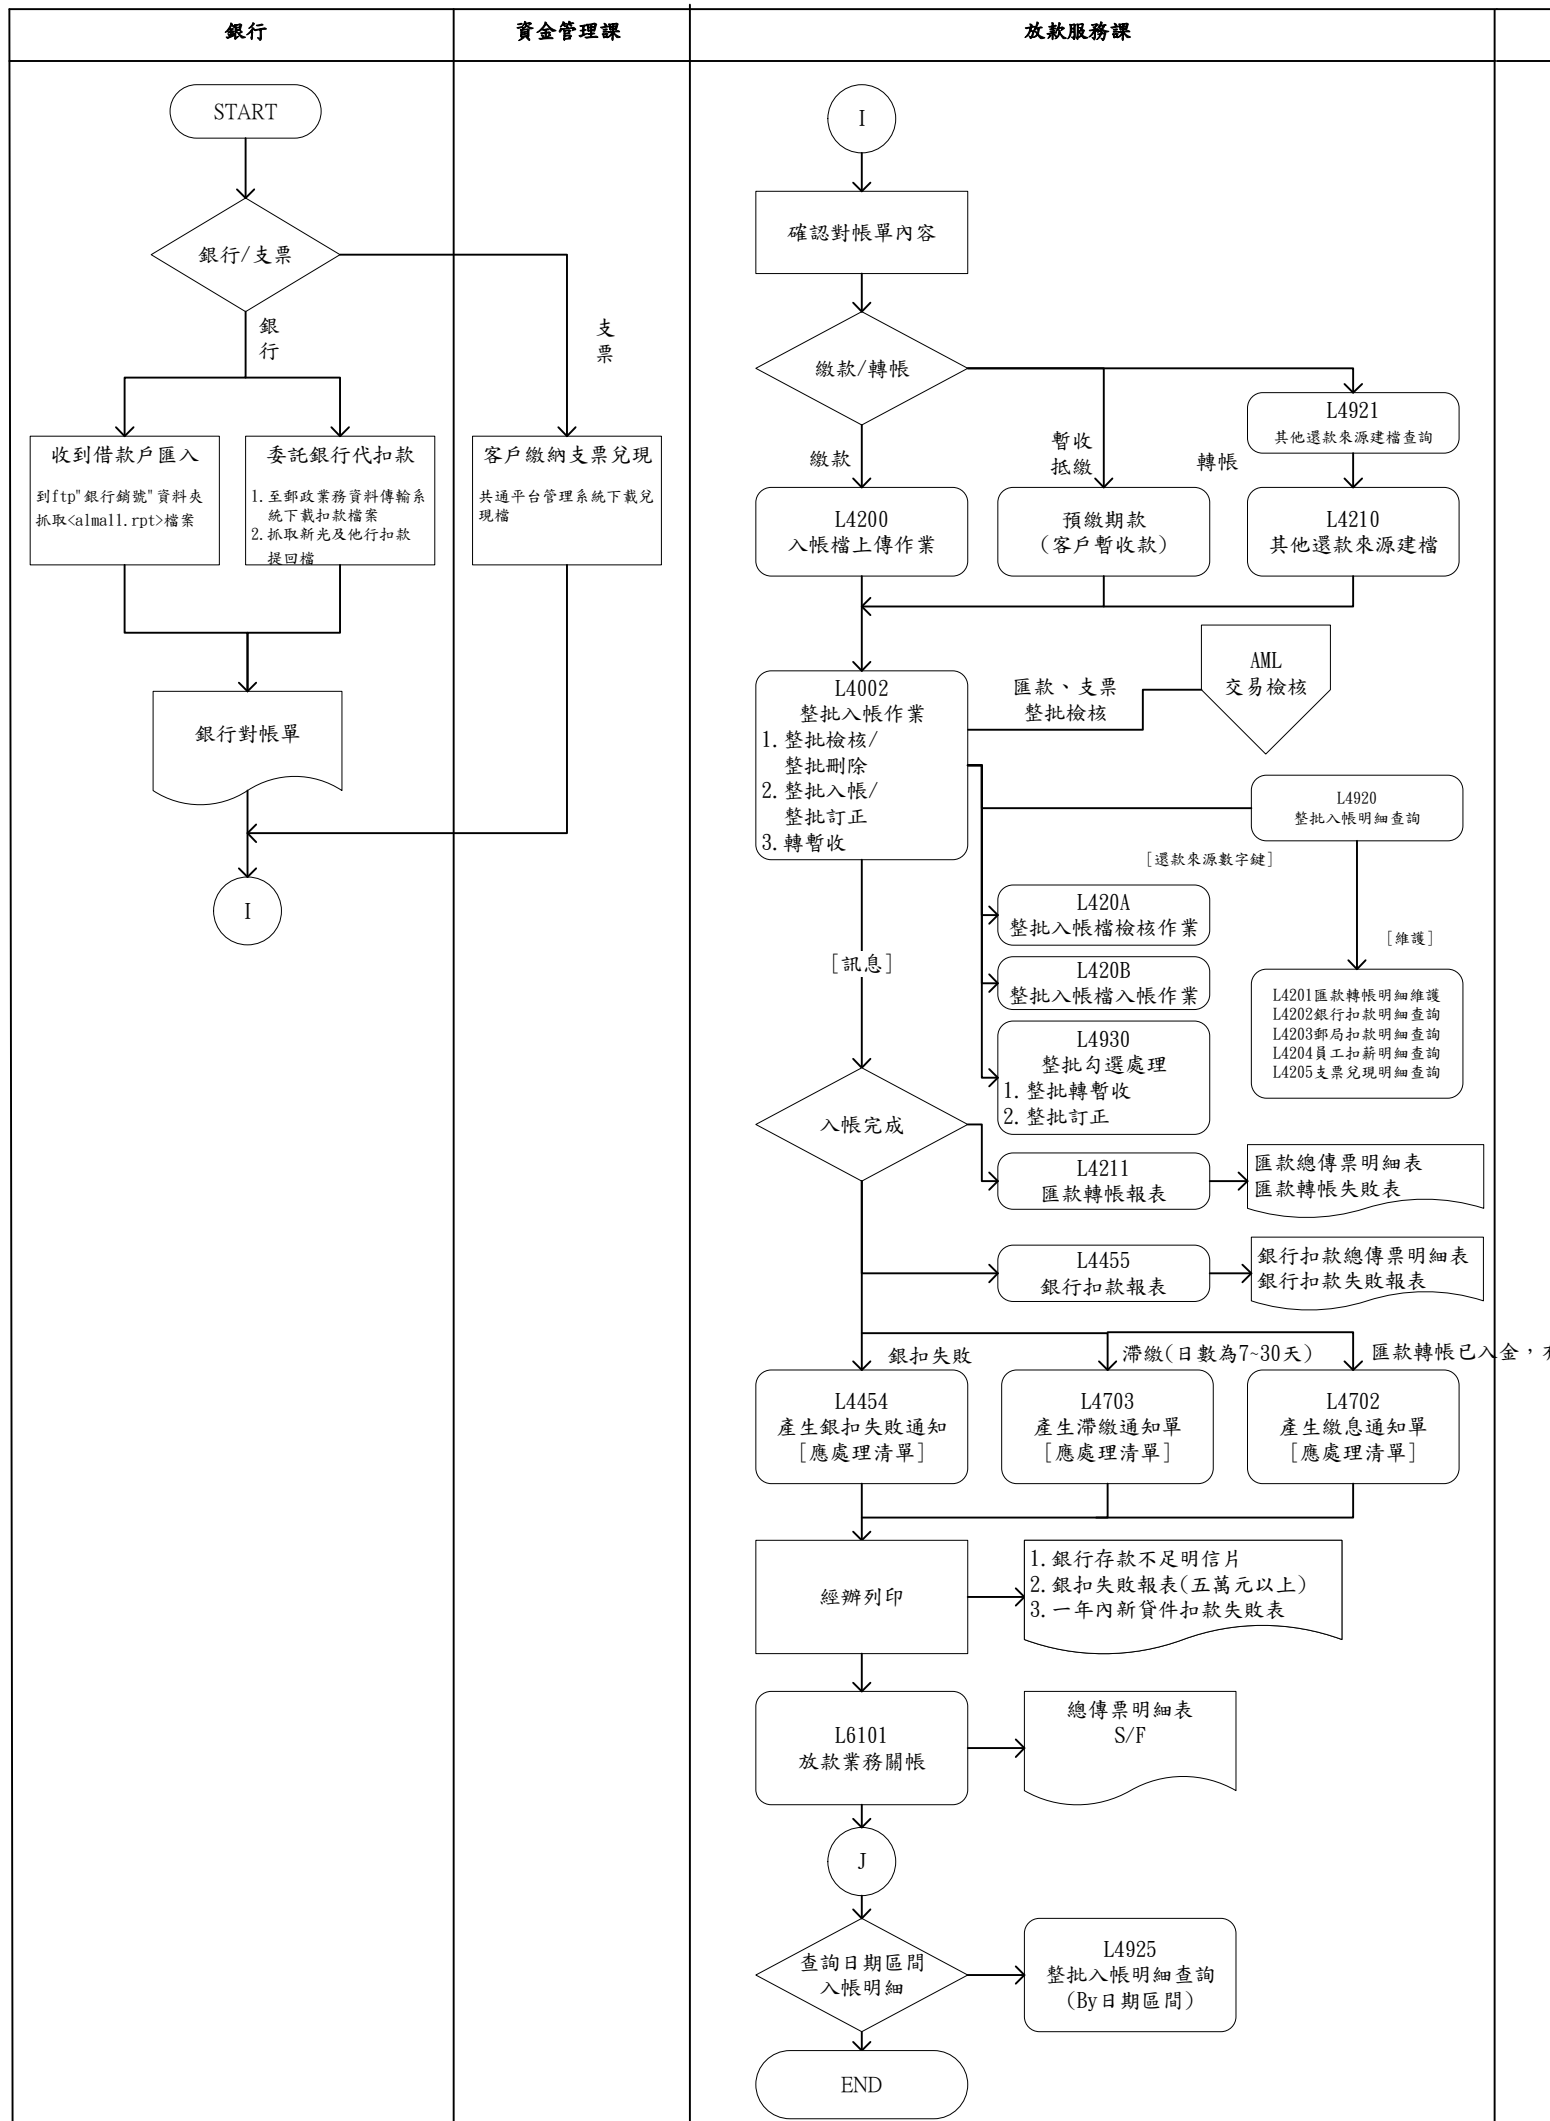 銀行
資金管理課
放款服務課
START
銀行/支票
銀
行
支
票
收到借款戶匯入
到ftp"銀行銷號"資料夾
抓取<almall.rpt>檔案
委託銀行代扣款
1.至郵政業務資料傳輸系
統下載扣款檔案
2.抓取新光及他行扣款
提回檔
客戶繳納支票兌現
共通平台管理系統下載兌
現檔
銀行對帳單
I
I
確認對帳單內容
繳款/轉帳
繳款
暫收
抵繳
轉帳
L4921
其他還款來源建檔查詢
L4200
入帳檔上傳作業
預繳期款
(客戶暫收款)
L4210
其他還款來源建檔
L4002
整批入帳作業
1.整批檢核/
整批刪除
2.整批入帳/
整批訂正
3.轉暫收
匯款、支票
整批檢核
AML
交易檢核
L4920
整批入帳明細查詢
[還款來源數字鍵]
L420A
整批入帳檔檢核作業
[維護]
[訊息]
L420B
整批入帳檔入帳作業
L4201匯款轉帳明細維護
L4202銀行扣款明細查詢
L4203郵局扣款明細查詢
L4204員工扣薪明細查詢
L4205支票兌現明細查詢
L4930
整批勾選處理
1.整批轉暫收
2.整批訂正
入帳完成
L4211
匯款轉帳報表
匯款總傳票明細表
匯款轉帳失敗表
L4455
銀行扣款報表
銀行扣款總傳票明細表
銀行扣款失敗報表
銀扣失敗
滯繳(日數為7~30天)
匯款轉帳已入金，
L4454
產生銀扣失敗通知
[應處理清單]
L4703
產生滯繳通知單
[應處理清單]
L4702
產生繳息通知單
[應處理清單]
經辦列印
1.銀行存款不足明信片
2.銀扣失敗報表(五萬元以上)
3.一年內新貸件扣款失敗表
L6101
放款業務關帳
總傳票明細表
S/F
J
查詢日期區間
入帳明細
L4925
整批入帳明細查詢
(By日期區間)
END